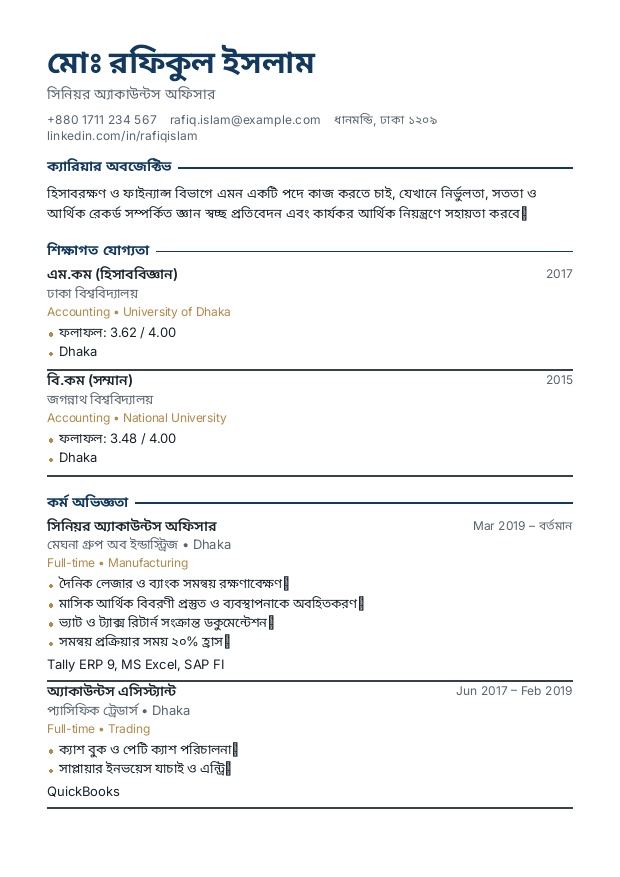 মোঃ রফিকুল ইসলাম
সিনিয়র অ্যাকাউন্টস অফিসার
+880 1711 234 567 rafiq.islam@example.com ধানমন্ডি, ঢাকা ১২০৯
linkedin.com/in/rafiqislam
ক্যারিয়ার অবজেক্টিভ
হিসাবরক্ষণ ও ফাইন্যান্স বিভাগে এমন একটি পদে কাজ করতে চাই, যেখানে নির্ভুলতা, সততা ও
আর্থিক রেকর্ড সম্পর্কিত জ্ঞান স্বচ্ছ প্রতিবেদন এবং কার্যকর আর্থিক নিয়ন্ত্রণে সহায়তা করবে
শিক্ষাগত যোগ্যতা
এম.কম (হিসাববিজ্ঞান) 2017
ঢাকা বিশ্ববিদ্যালয়
Accounting • University of Dhaka
• ফলাফল: 3.62 / 4.00
• Dhaka
বি.কম (সম্মান) 2015
জগন্নাথ বিশ্ববিদ্যালয়
Accounting • National University
• ফলাফল: 3.48 / 4.00
• Dhaka
কর্ম অভিজ্ঞতা
সিনিয়র অ্যাকাউন্টস অফিসার Mar 2019 – বর্তমান
মেঘনা গ্রুপ অব ইন্ডাস্ট্রিজ • Dhaka
Full-time • Manufacturing
• দৈনিক লেজার ও ব্যাংক সমন্বয় রক্ষণাবেক্ষণ
• মাসিক আর্থিক বিবরণী প্রস্তুত ও ব্যবস্থাপনাকে অবহিতকরণ
• ভ্যাট ও ট্যাক্স রিটার্ন সংক্রান্ত ডকুমেন্টেশন
• সমন্বয় প্রক্রিয়ার সময় ২০% হ্রাস
Tally ERP 9, MS Excel, SAP FI
অ্যাকাউন্টস এসিস্ট্যান্ট Jun 2017 – Feb 2019
প্যাসিফিক ট্রেডার্স • Dhaka
Full-time • Trading
• ক্যাশ বুক ও পেটি ক্যাশ পরিচালনা
• সাপ্লায়ার ইনভয়েস যাচাই ও এন্ট্রি
QuickBooks